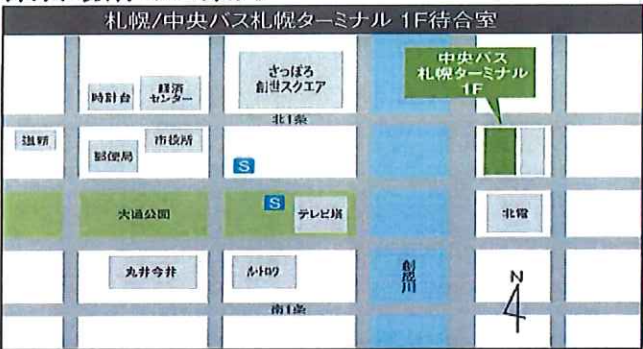 札幌/中央バス札幌ターミナル 1F待合室
さっぽろ
創世スクエア
中央バス
札幌ターミナル
1F
時計台
経済
センター
北1条
道新
郵便局
市役所
S
S
大通公園
テレビ塔
北電
丸井今井
ル・トロワ
創成川
N
南1条